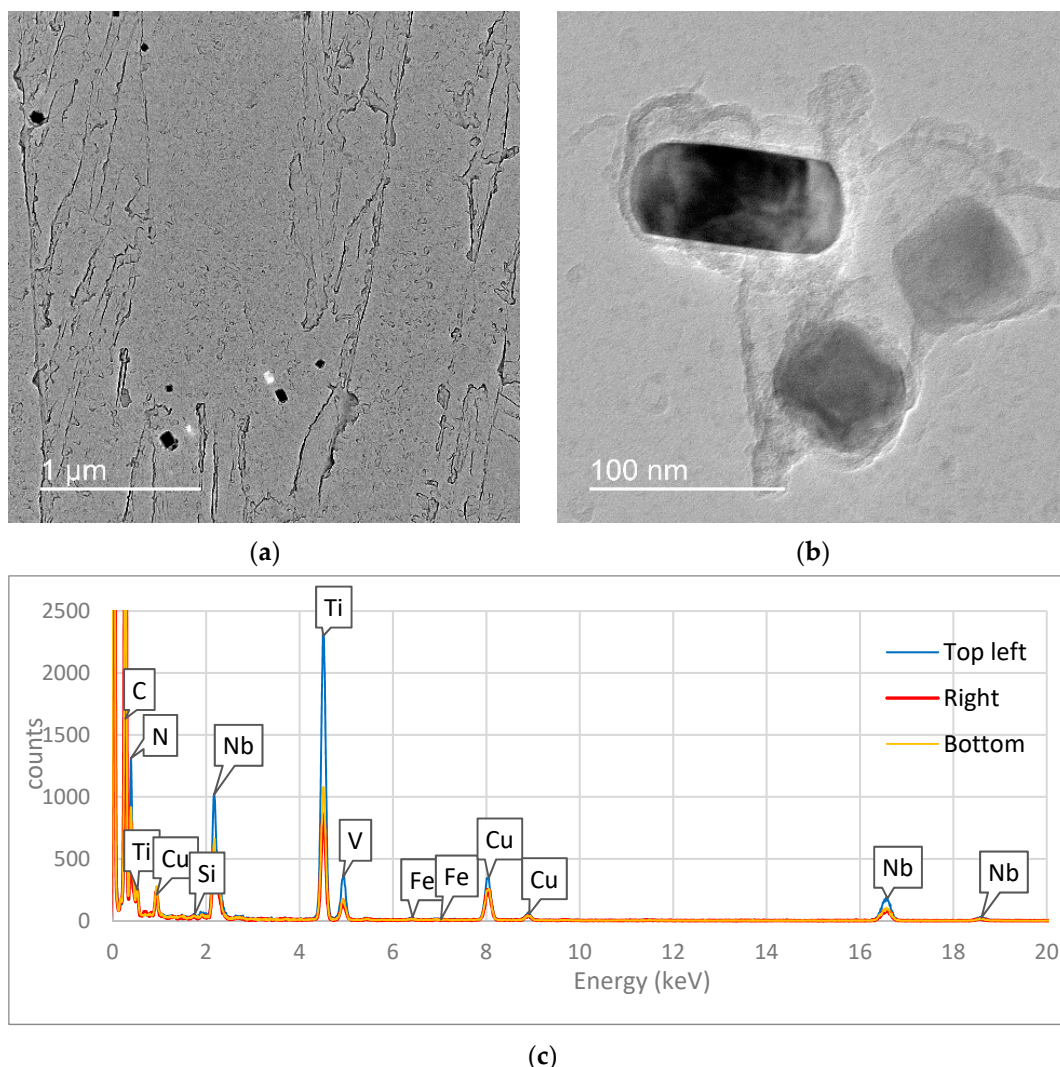 1 µm
100 nm
(a)
(b)
2500
2000
1500
1000
500
0
counts
C
N
Ti
Cu
Si
Nb
Ti
V
Fe
Fe
Cu
Cu
Nb
Nb
Top left
Right
Bottom
0 2 4 6 8 10 12 14 16 18 20
Energy (keV)
(c)